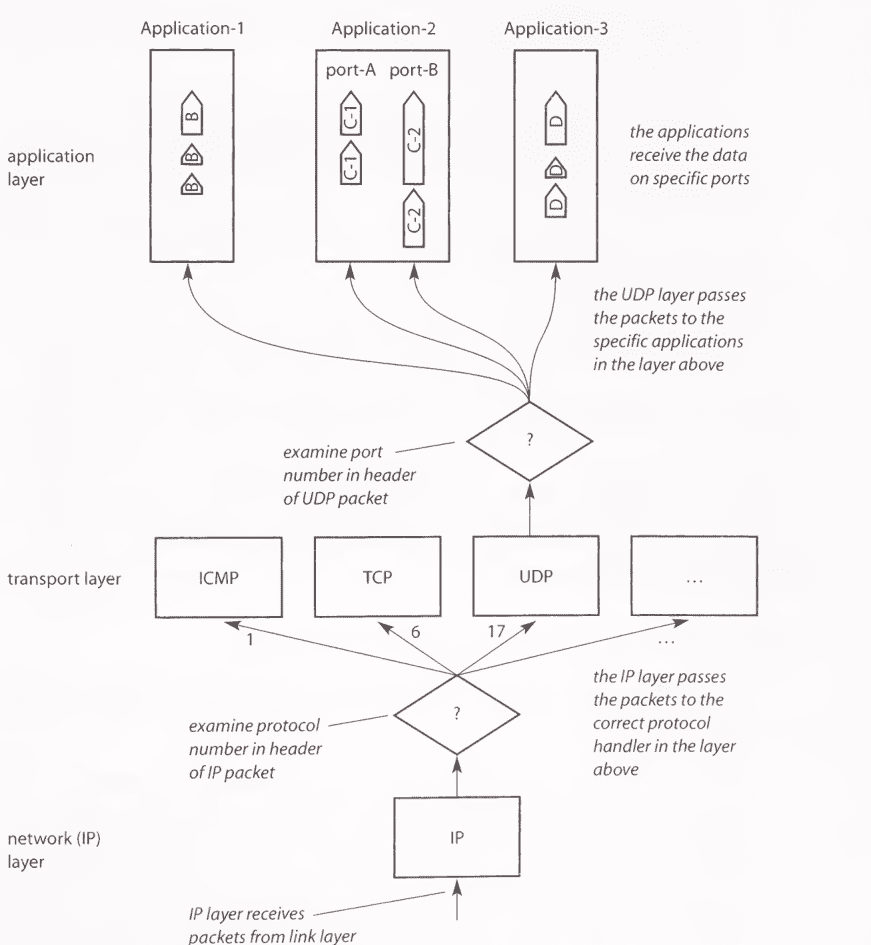 Application-1
Application-2
Application-3
port-A port-B
B
B
B
C-1
C-1
C-2
C-2
D
D
D
application
layer
the applications
receive the data
on specific ports
the UDP layer passes
the packets to the
specific applications
in the layer above
?
examine port
number in header
of UDP packet
transport layer
ICMP
TCP
UDP
...
1
6
17
...
the IP layer passes
the packets to the
correct protocol
handler in the layer
above
?
examine protocol
number in header
of IP packet
network (IP)
layer
IP
IP layer receives
packets from link layer